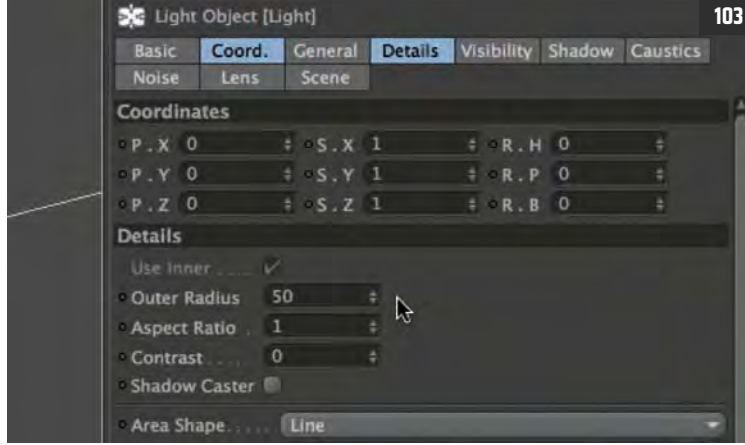 Light Object [Light]
103
Basic Coord. General Details Visibility Shadow Caustics
Noise Lens Scene
Coordinates
P . X 0 S . X 1 R . H 0
P . Y 0 S . Y 1 R . P 0
P . Z 0 S . Z 1 R . B 0
Details
Use Inner .....
Outer Radius 50
Aspect Ratio . 1
Contrast ..... 0
Shadow Caster
Area Shape..... Line